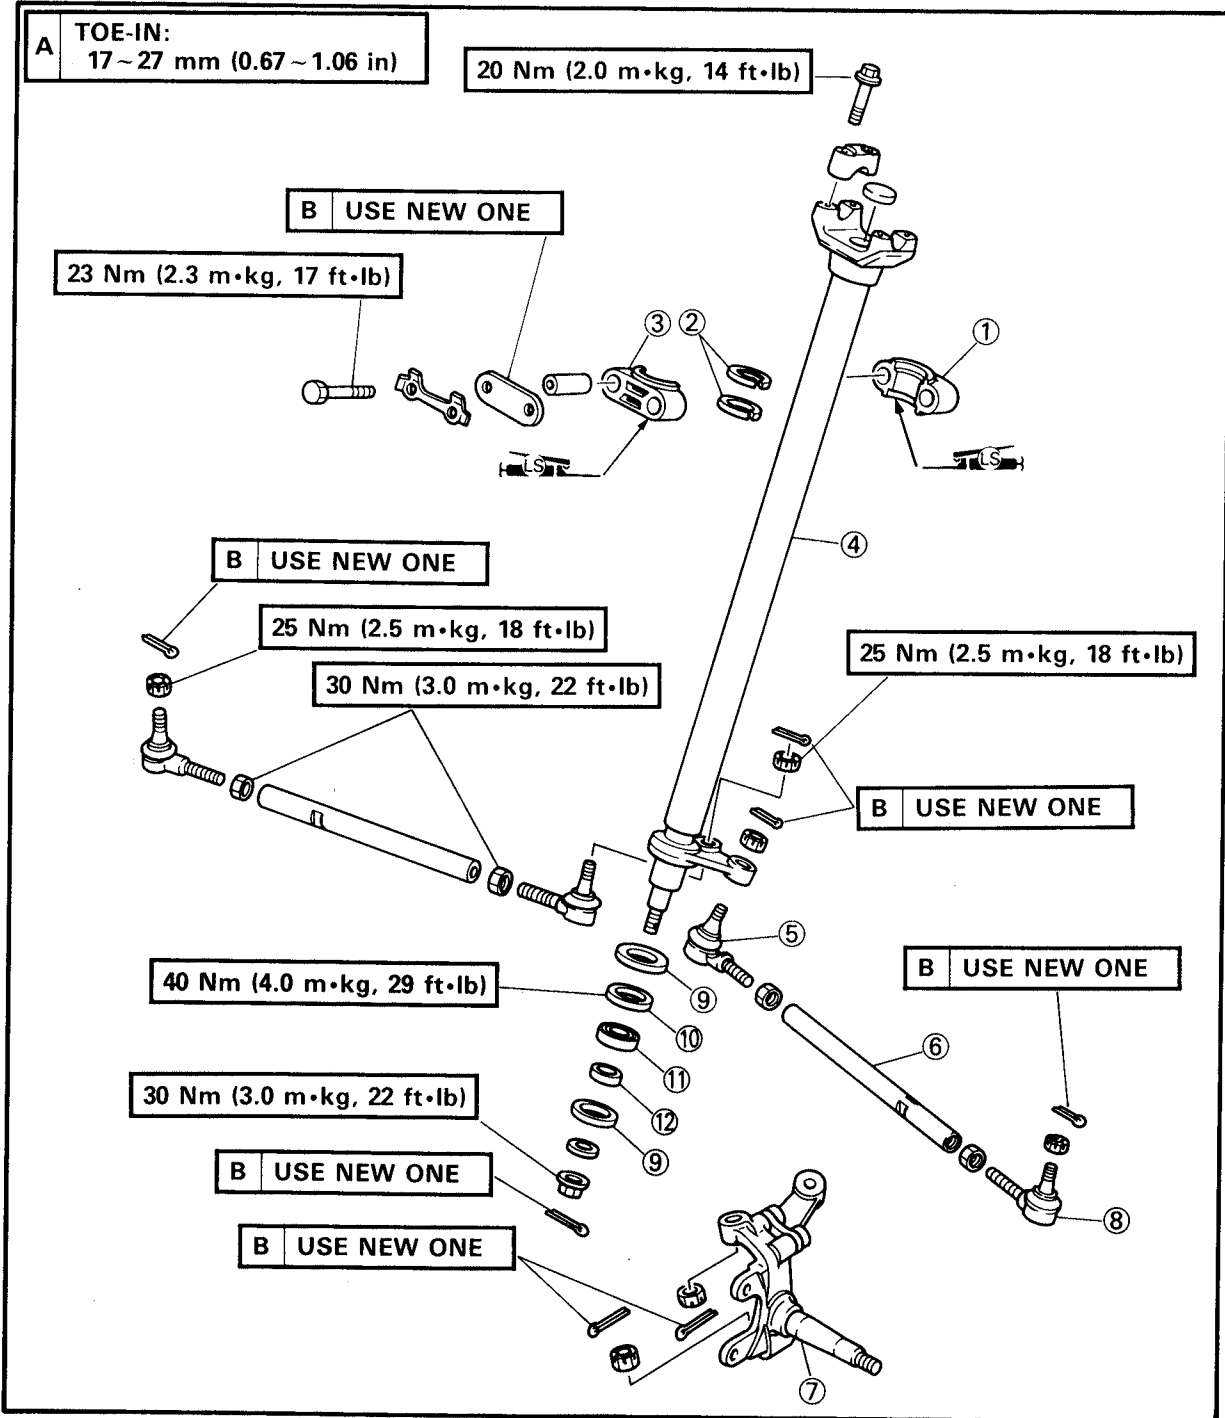 A TOE-IN:
17~27 mm (0.67~1.06 in)
20 Nm (2.0 m•kg, 14 ft•lb)
B USE NEW ONE
23 Nm (2.3 m•kg, 17 ft•lb)
③ ② ①
LS
LS
④
B USE NEW ONE
25 Nm (2.5 m•kg, 18 ft•lb)
25 Nm (2.5 m•kg, 18 ft•lb)
30 Nm (3.0 m•kg, 22 ft•lb)
B USE NEW ONE
⑤
B USE NEW ONE
40 Nm (4.0 m•kg, 29 ft•lb)
⑨
⑩
⑥
⑪
30 Nm (3.0 m•kg, 22 ft•lb)
⑫
⑨
B USE NEW ONE
⑧
B USE NEW ONE
⑦